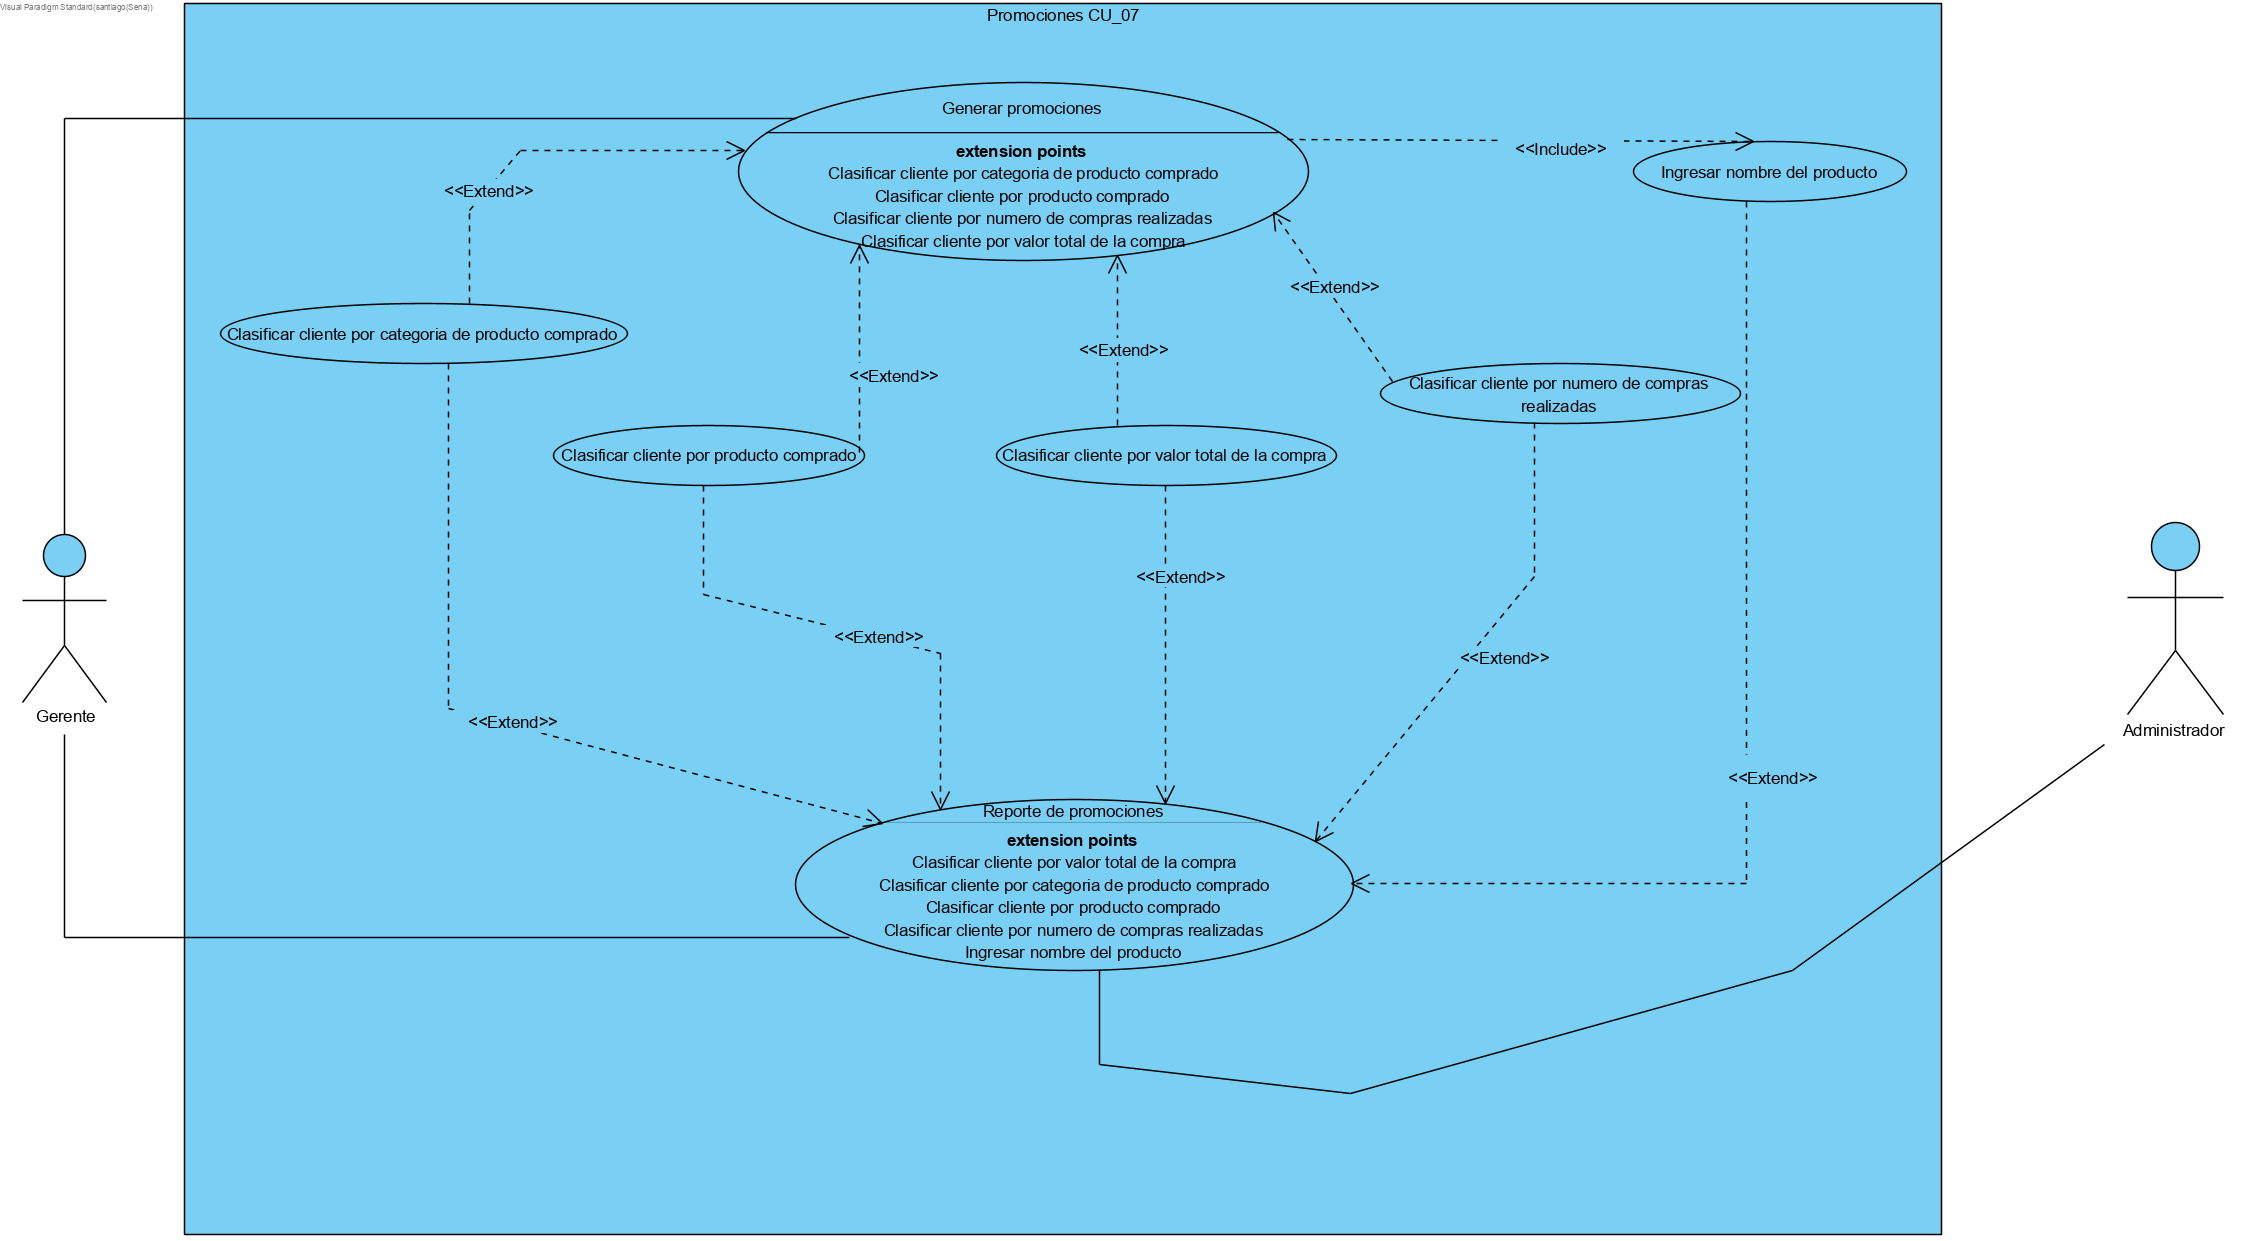 Visual Paradigm Standard(santiago(Sena))
Promociones CU_07
Generar promociones
extension points
Clasificar cliente por categoria de producto comprado
Clasificar cliente por producto comprado
Clasificar cliente por numero de compras realizadas
Clasificar cliente por valor total de la compra
<<Include>>
Ingresar nombre del producto
<<Extend>>
<<Extend>>
Clasificar cliente por categoria de producto comprado
<<Extend>>
<<Extend>>
Clasificar cliente por numero de compras
realizadas
Clasificar cliente por producto comprado
Clasificar cliente por valor total de la compra
<<Extend>>
<<Extend>>
<<Extend>>
Gerente
<<Extend>>
Administrador
<<Extend>>
Reporte de promociones
extension points
Clasificar cliente por valor total de la compra
Clasificar cliente por categoria de producto comprado
Clasificar cliente por producto comprado
Clasificar cliente por numero de compras realizadas
Ingresar nombre del producto